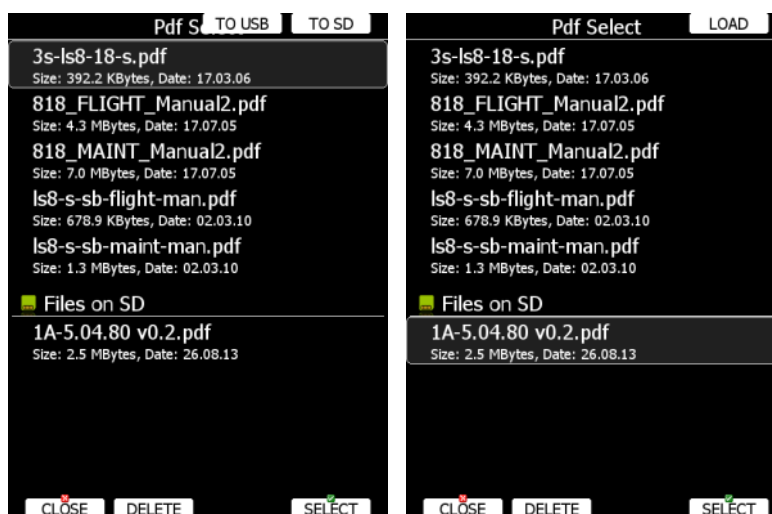 Pdf S
TO USB
TO SD
3s-ls8-18-s.pdf
Size: 392.2 KBytes, Date: 17.03.06
818_FLIGHT_Manual2.pdf
Size: 4.3 MBytes, Date: 17.07.05
818_MAINT_Manual2.pdf
Size: 7.0 MBytes, Date: 17.07.05
ls8-s-sb-flight-man.pdf
Size: 678.9 KBytes, Date: 02.03.10
ls8-s-sb-maint-man.pdf
Size: 1.3 MBytes, Date: 02.03.10
Files on SD
1A-5.04.80 v0.2.pdf
Size: 2.5 MBytes, Date: 26.08.13
CLOSE
DELETE
SELECT
Pdf Select
LOAD
3s-ls8-18-s.pdf
Size: 392.2 KBytes, Date: 17.03.06
818_FLIGHT_Manual2.pdf
Size: 4.3 MBytes, Date: 17.07.05
818_MAINT_Manual2.pdf
Size: 7.0 MBytes, Date: 17.07.05
ls8-s-sb-flight-man.pdf
Size: 678.9 KBytes, Date: 02.03.10
ls8-s-sb-maint-man.pdf
Size: 1.3 MBytes, Date: 02.03.10
Files on SD
1A-5.04.80 v0.2.pdf
Size: 2.5 MBytes, Date: 26.08.13
CLOSE
DELETE
SELECT